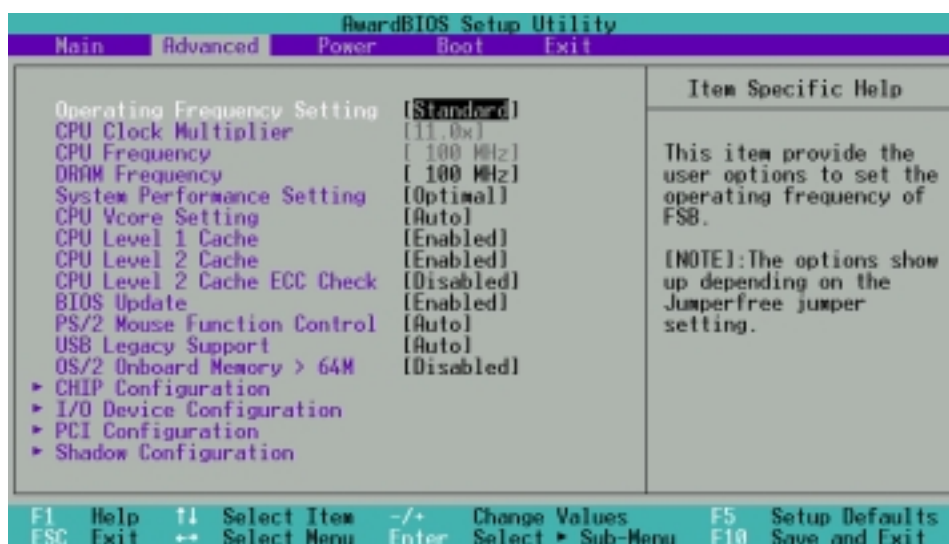 AwardBIOS Setup Utility
Main Advanced Power Boot Exit
Operating Frequency Setting [Standard]
CPU Clock Multiplier [11.0x]
CPU Frequency [ 100 MHz]
DRAM Frequency [ 100 MHz]
System Performance Setting [Optimal]
CPU Vcore Setting [Auto]
CPU Level 1 Cache [Enabled]
CPU Level 2 Cache [Enabled]
CPU Level 2 Cache ECC Check [Disabled]
BIOS Update [Enabled]
PS/2 Mouse Function Control [Auto]
USB Legacy Support [Auto]
OS/2 Onboard Memory > 64M [Disabled]
► CHIP Configuration
► I/O Device Configuration
► PCI Configuration
► Shadow Configuration
Item Specific Help
This item provide the
user options to set the
operating frequency of
FSB.
[NOTE]:The options show
up depending on the
Jumperfree jumper
setting.
F1 Help ↑↓ Select Item -/+ Change Values F5 Setup Defaults
ESC Exit ←→ Select Menu Enter Select ► Sub-Menu F10 Save and Exit